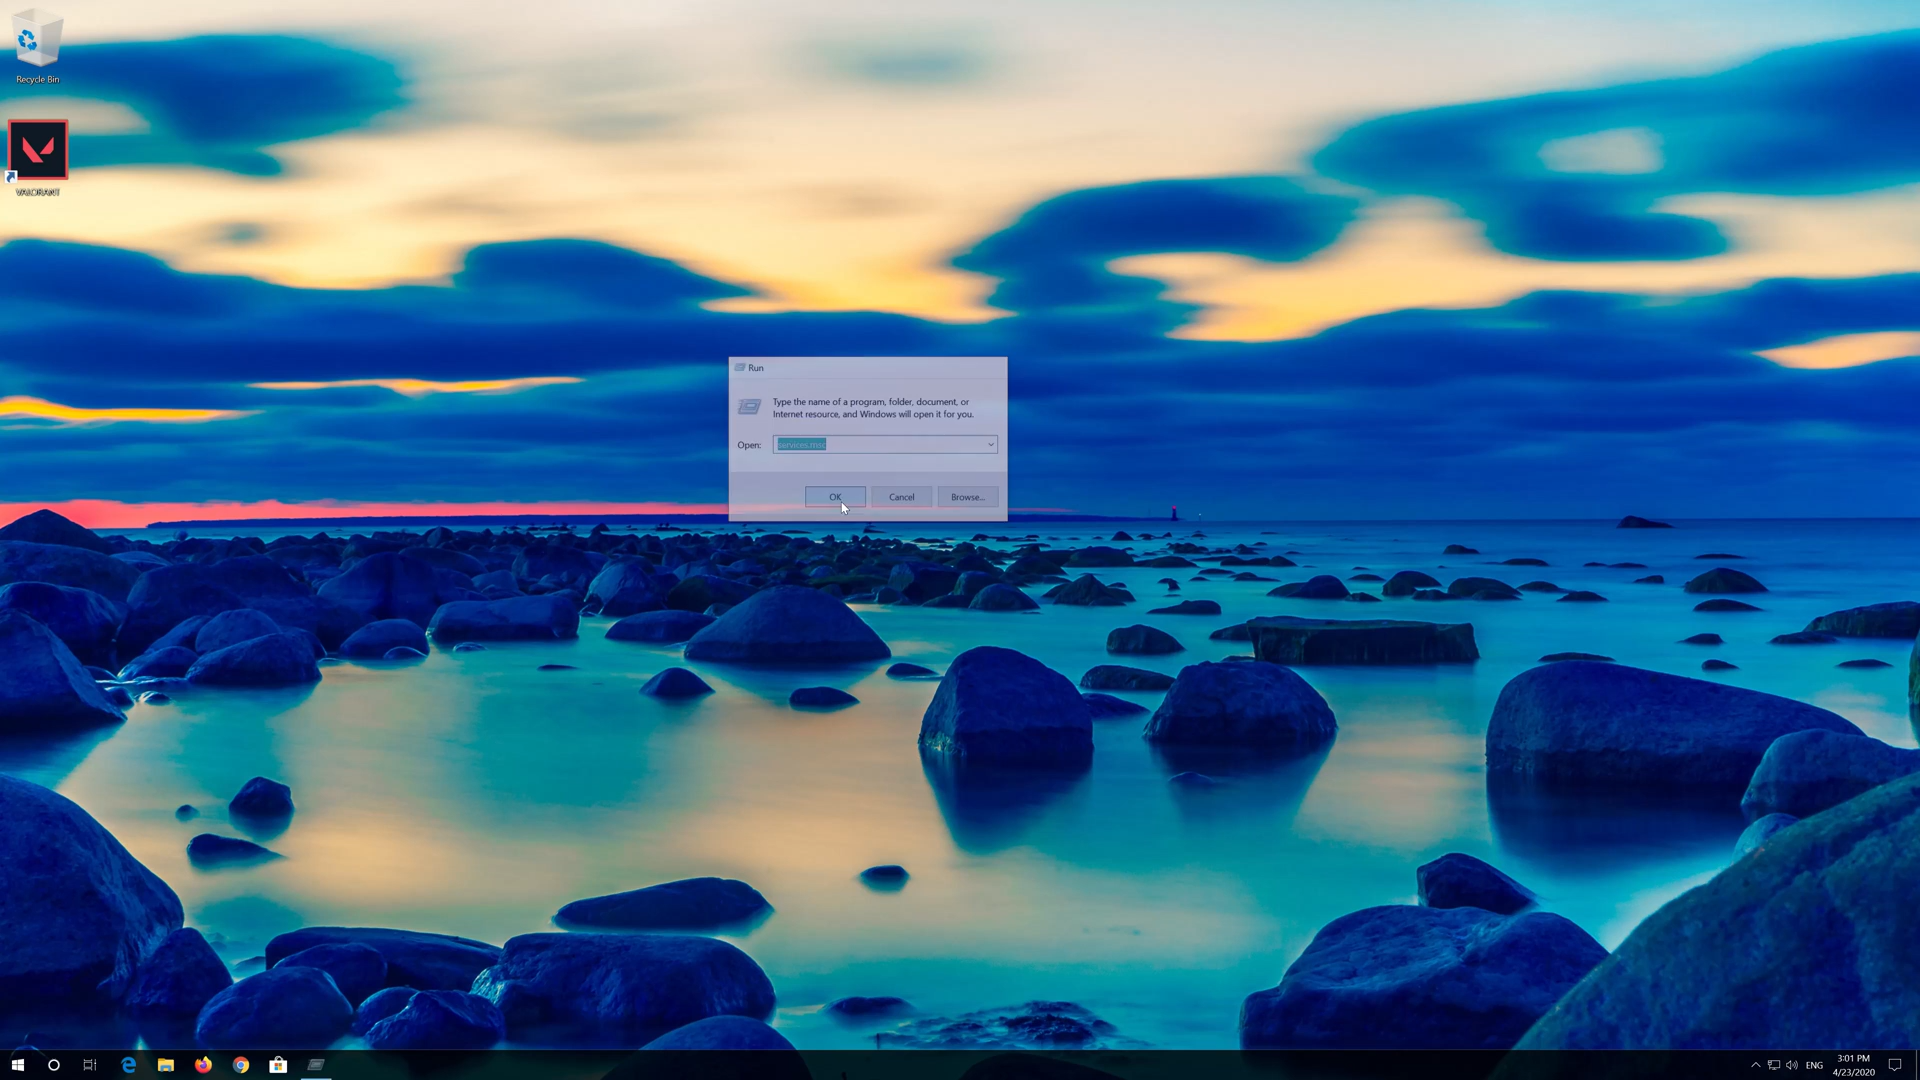 Recycle Bin
VALORANT
Run
Type the name of a program, folder, document, or
Internet resource, and Windows will open it for you.
Open: services.msc
OK Cancel Browse...
ENG
3:01 PM
4/23/2020